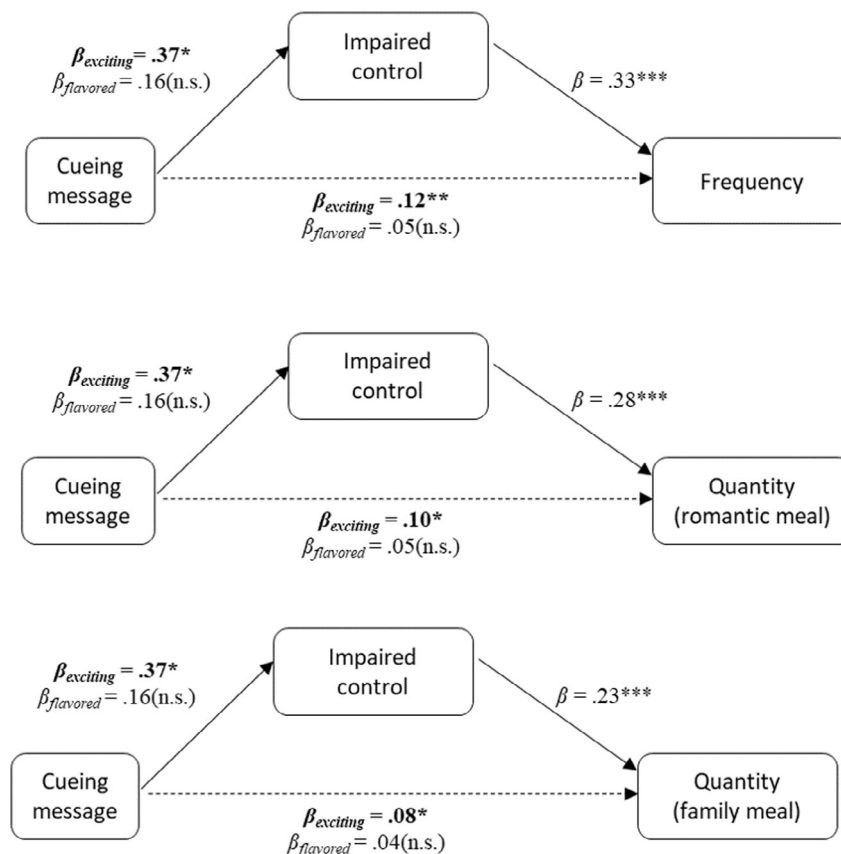 Impaired
control
βexciting= .37*
βflavored = .16(n.s.)
β = .33***
Cueing
message
Frequency
βexciting = .12**
βflavored = .05(n.s.)
Impaired
control
βexciting = .37*
βflavored = .16(n.s.)
β = .28***
Cueing
message
Quantity
(romantic meal)
βexciting = .10*
βflavored = .05(n.s.)
Impaired
control
βexciting = .37*
βflavored = .16(n.s.)
β = .23***
Cueing
message
Quantity
(family meal)
βexciting = .08*
βflavored = .04(n.s.)